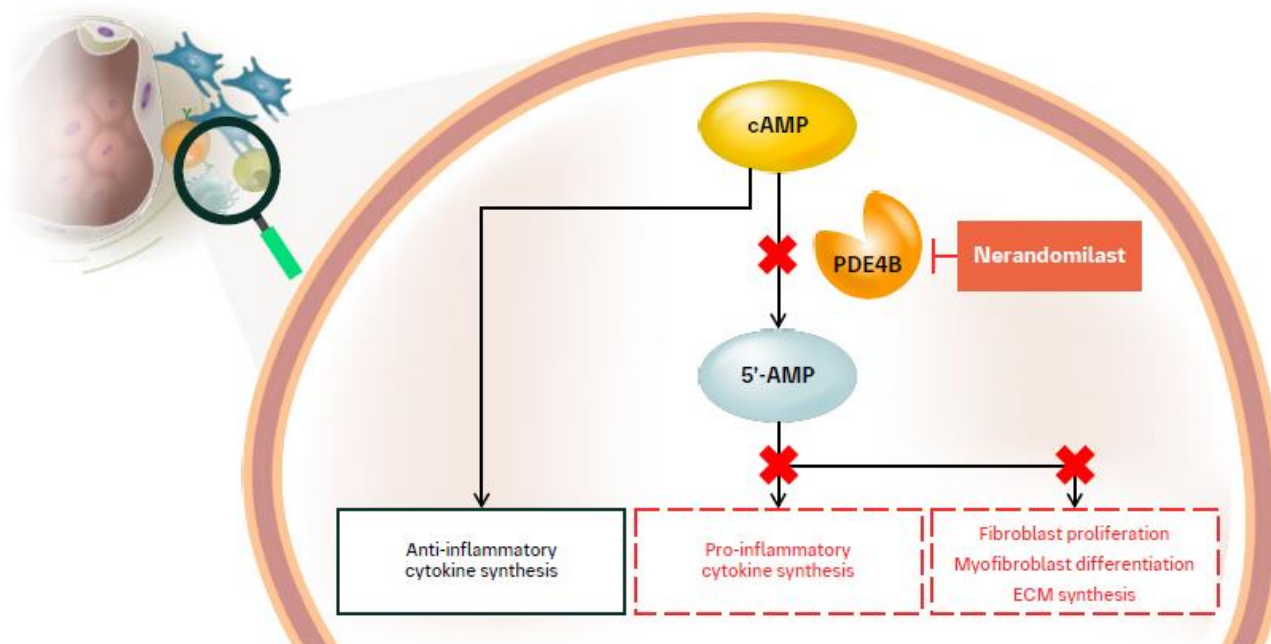 cAMP
PDE4B
Nerandomilast
5'-AMP
Anti-inflammatory
cytokine synthesis
Pro-inflammatory
cytokine synthesis
Fibroblast proliferation
Myofibroblast differentiation
ECM synthesis